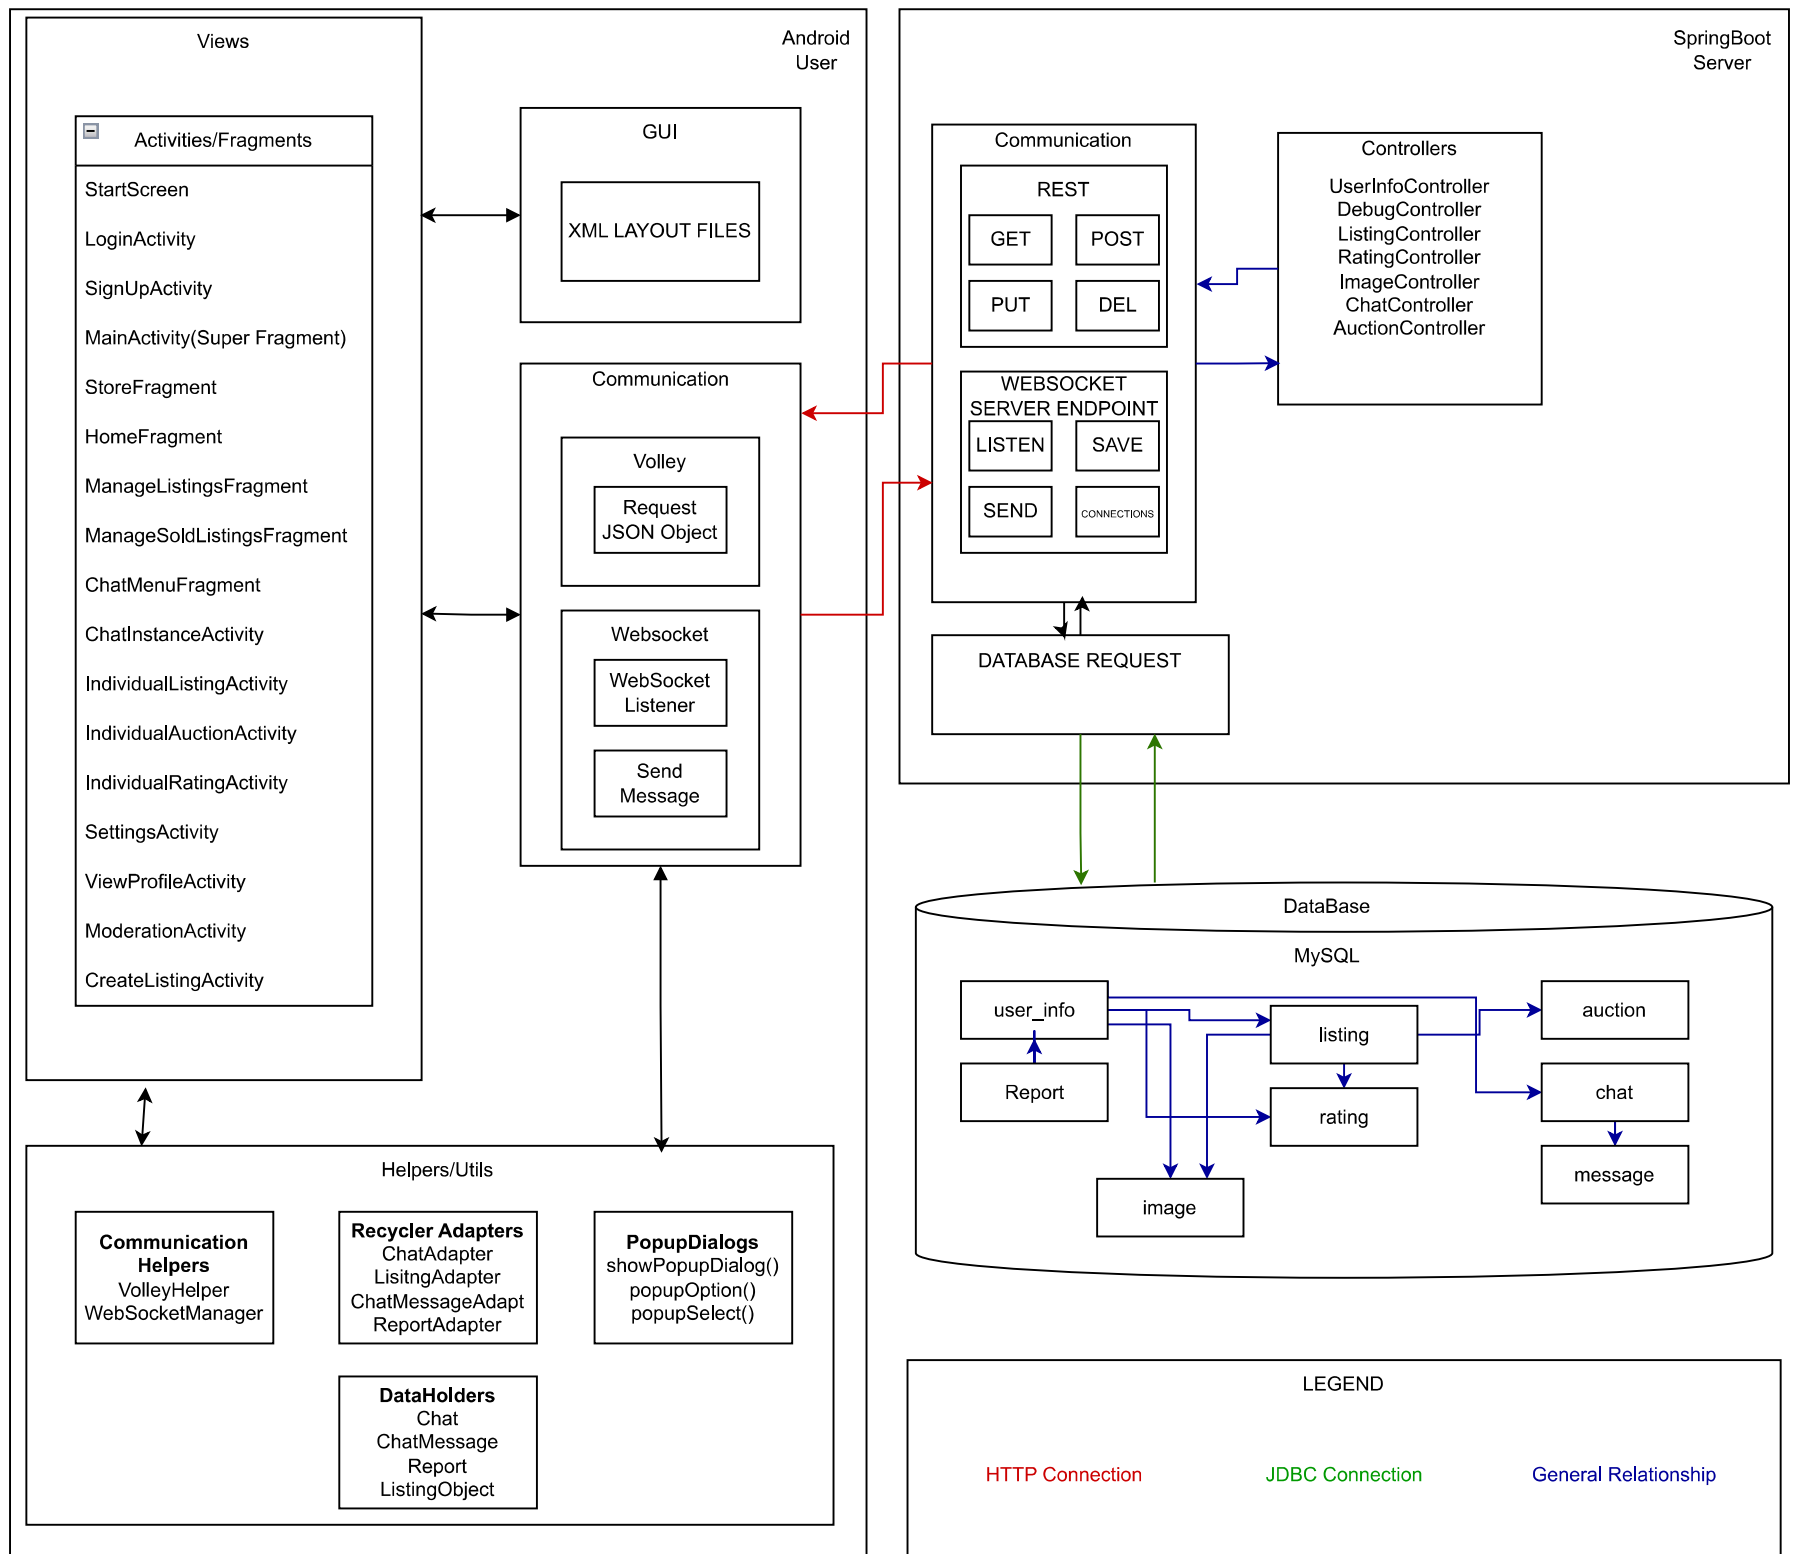 Views
Android
User
Activities/Fragments
StartScreen
LoginActivity
SignUpActivity
MainActivity(Super Fragment)
StoreFragment
HomeFragment
ManageListingsFragment
ManageSoldListingsFragment
ChatMenuFragment
ChatInstanceActivity
IndividualListingActivity
IndividualAuctionActivity
IndividualRatingActivity
SettingsActivity
ViewProfileActivity
ModerationActivity
CreateListingActivity
GUI
XML LAYOUT FILES
Communication
Volley
Request
JSON Object
Websocket
WebSocket
Listener
Send
Message
Helpers/Utils
Communication
Helpers
VolleyHelper
WebSocketManager
Recycler Adapters
ChatAdapter
LisitngAdapter
ChatMessageAdapt
ReportAdapter
PopupDialogs
showPopupDialog()
popupOption()
popupSelect()
DataHolders
Chat
ChatMessage
Report
ListingObject
SpringBoot
Server
Communication
REST
GET
POST
PUT
DEL
WEBSOCKET
SERVER ENDPOINT
LISTEN
SAVE
SEND
CONNECTIONS
Controllers
UserInfoController
DebugController
ListingController
RatingController
ImageController
ChatController
AuctionController
DATABASE REQUEST
DataBase
MySQL
user_info
listing
auction
Report
rating
chat
message
image
LEGEND
HTTP Connection
JDBC Connection
General Relationship